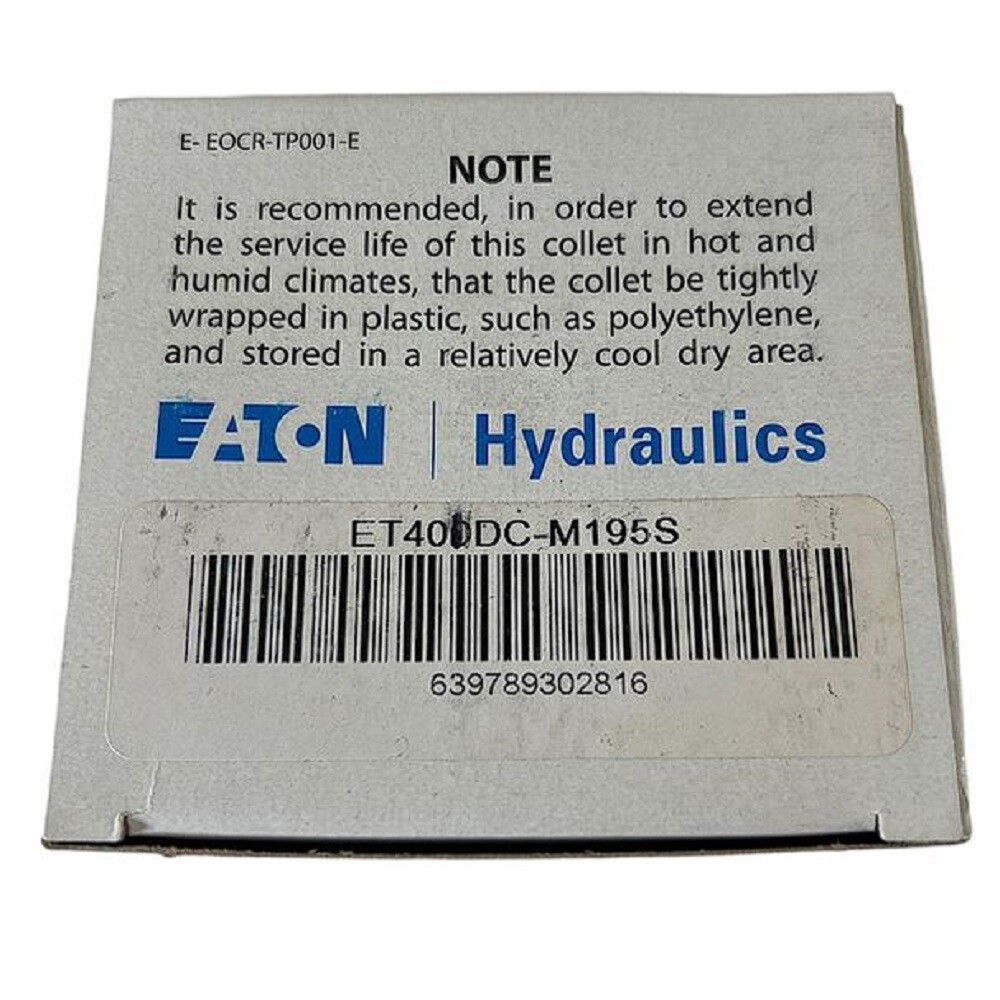 E- EOCR-TP001-E
NOTE
It is recommended, in order to extend
the service life of this collet in hot and
humid climates, that the collet be tightly
wrapped in plastic, such as polyethylene,
and stored in a relatively cool dry area.
EATON | Hydraulics
ET400DC-M195S
639789302816